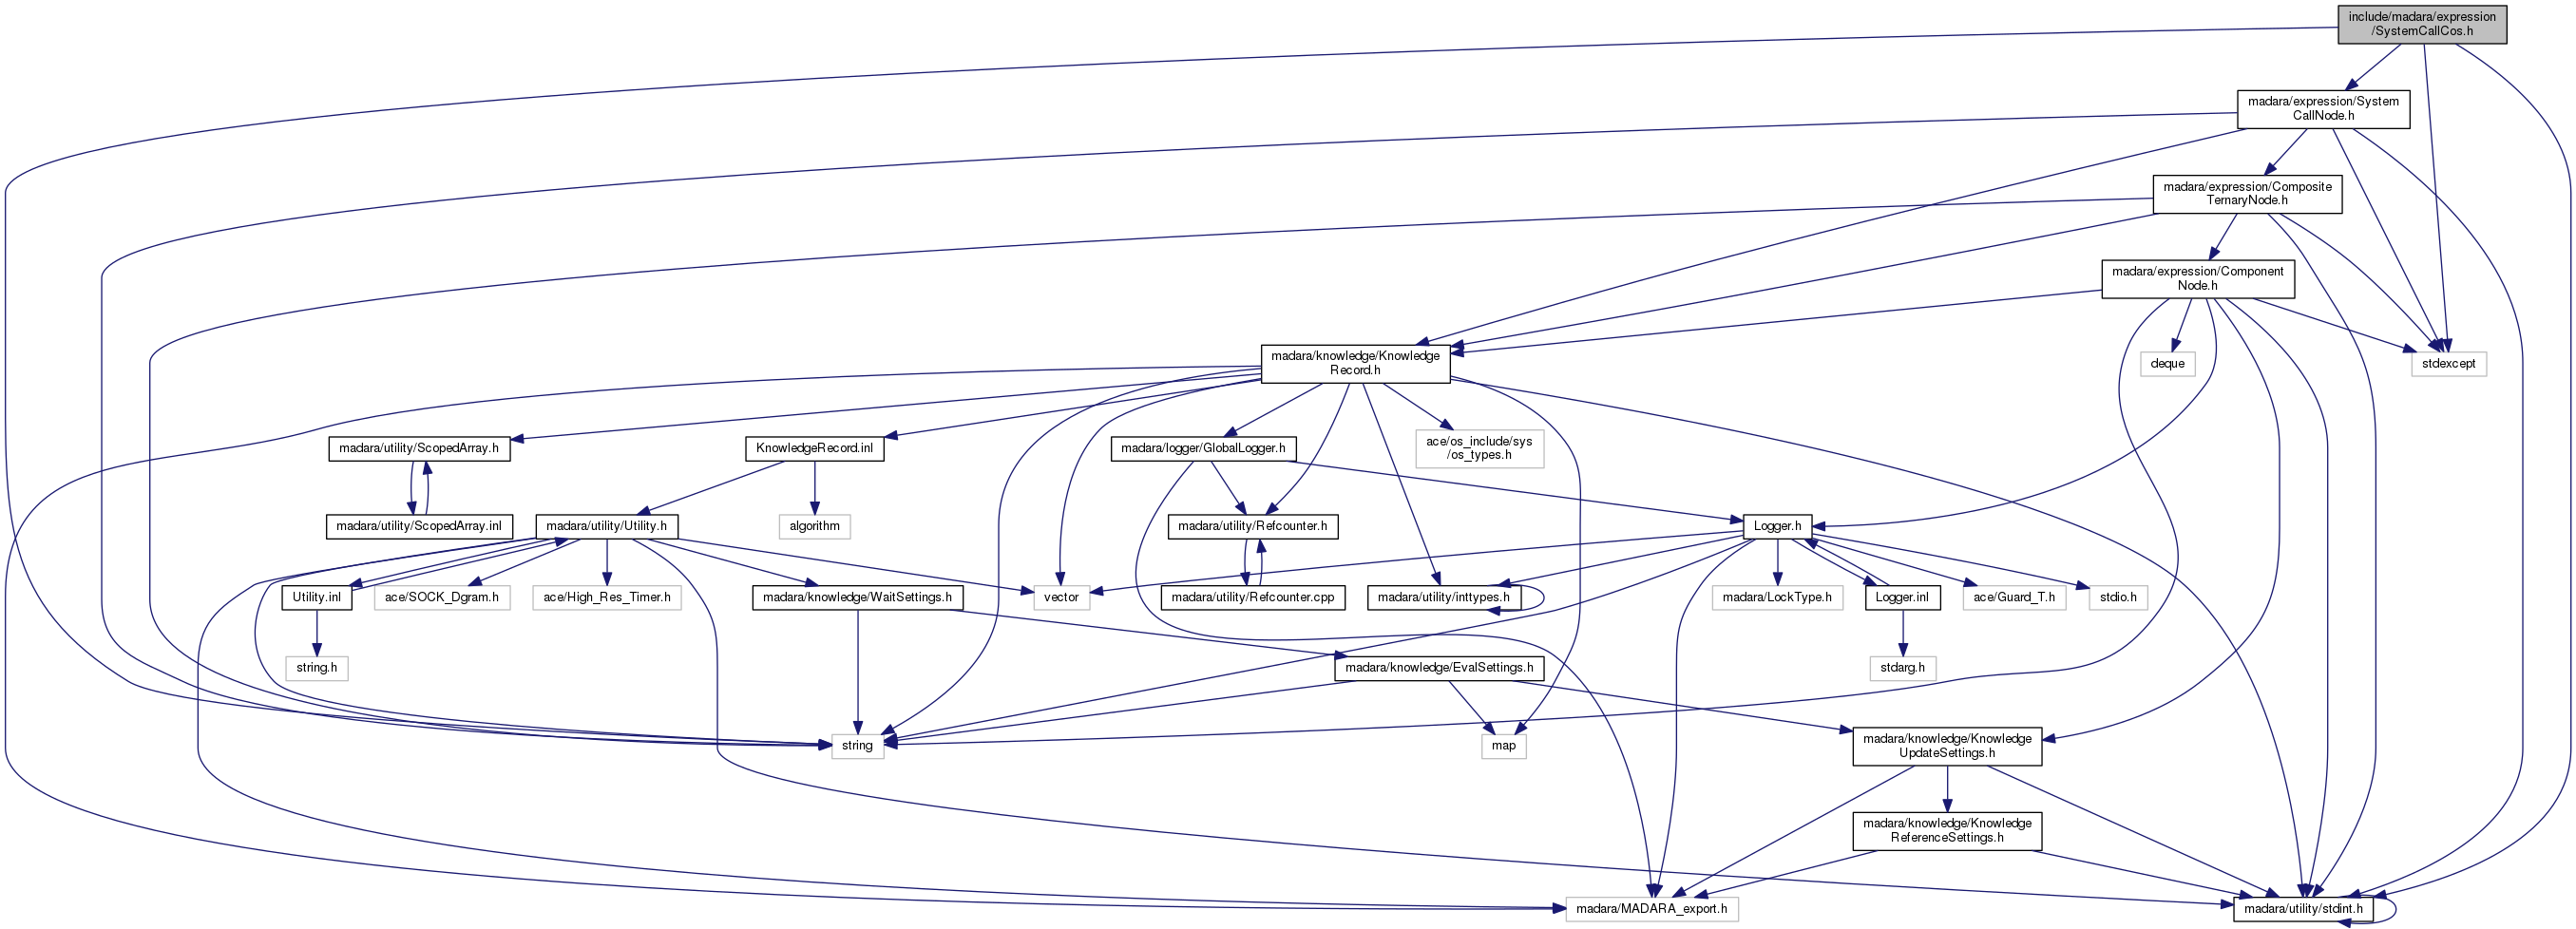 include/madara/expression
/SystemCallCos.h
madara/expression/System
CallNode.h
madara/expression/Composite
TernaryNode.h
madara/expression/Component
Node.h
madara/knowledge/Knowledge
Record.h
deque
stdexcept
madara/utility/ScopedArray.h
KnowledgeRecord.inl
madara/logger/GlobalLogger.h
ace/os_include/sys
/os_types.h
madara/utility/ScopedArray.inl
madara/utility/Utility.h
algorithm
madara/utility/Refcounter.h
Logger.h
Utility.inl
ace/SOCK_Dgram.h
ace/High_Res_Timer.h
madara/knowledge/WaitSettings.h
vector
madara/utility/Refcounter.cpp
madara/utility/inttypes.h
madara/LockType.h
Logger.inl
ace/Guard_T.h
stdio.h
string.h
madara/knowledge/EvalSettings.h
stdarg.h
string
map
madara/knowledge/Knowledge
UpdateSettings.h
madara/knowledge/Knowledge
ReferenceSettings.h
madara/MADARA_export.h
madara/utility/stdint.h